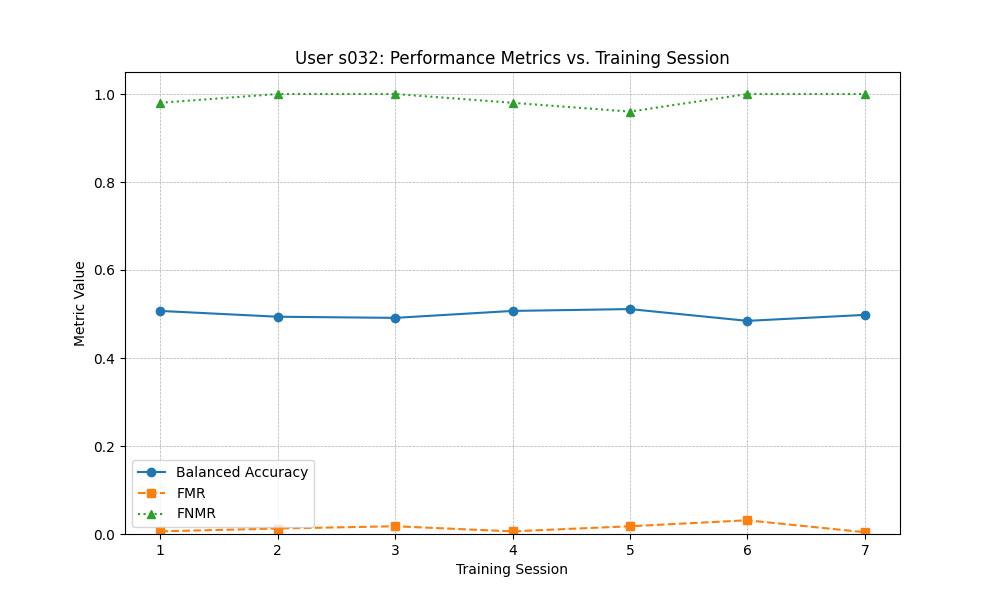 User s032: Performance Metrics vs. Training Session
1.0
0.8
0.6
0.4
0.2
0.0
Metric Value
Balanced Accuracy
FMR
FNMR
1 2 3 4 5 6 7
Training Session